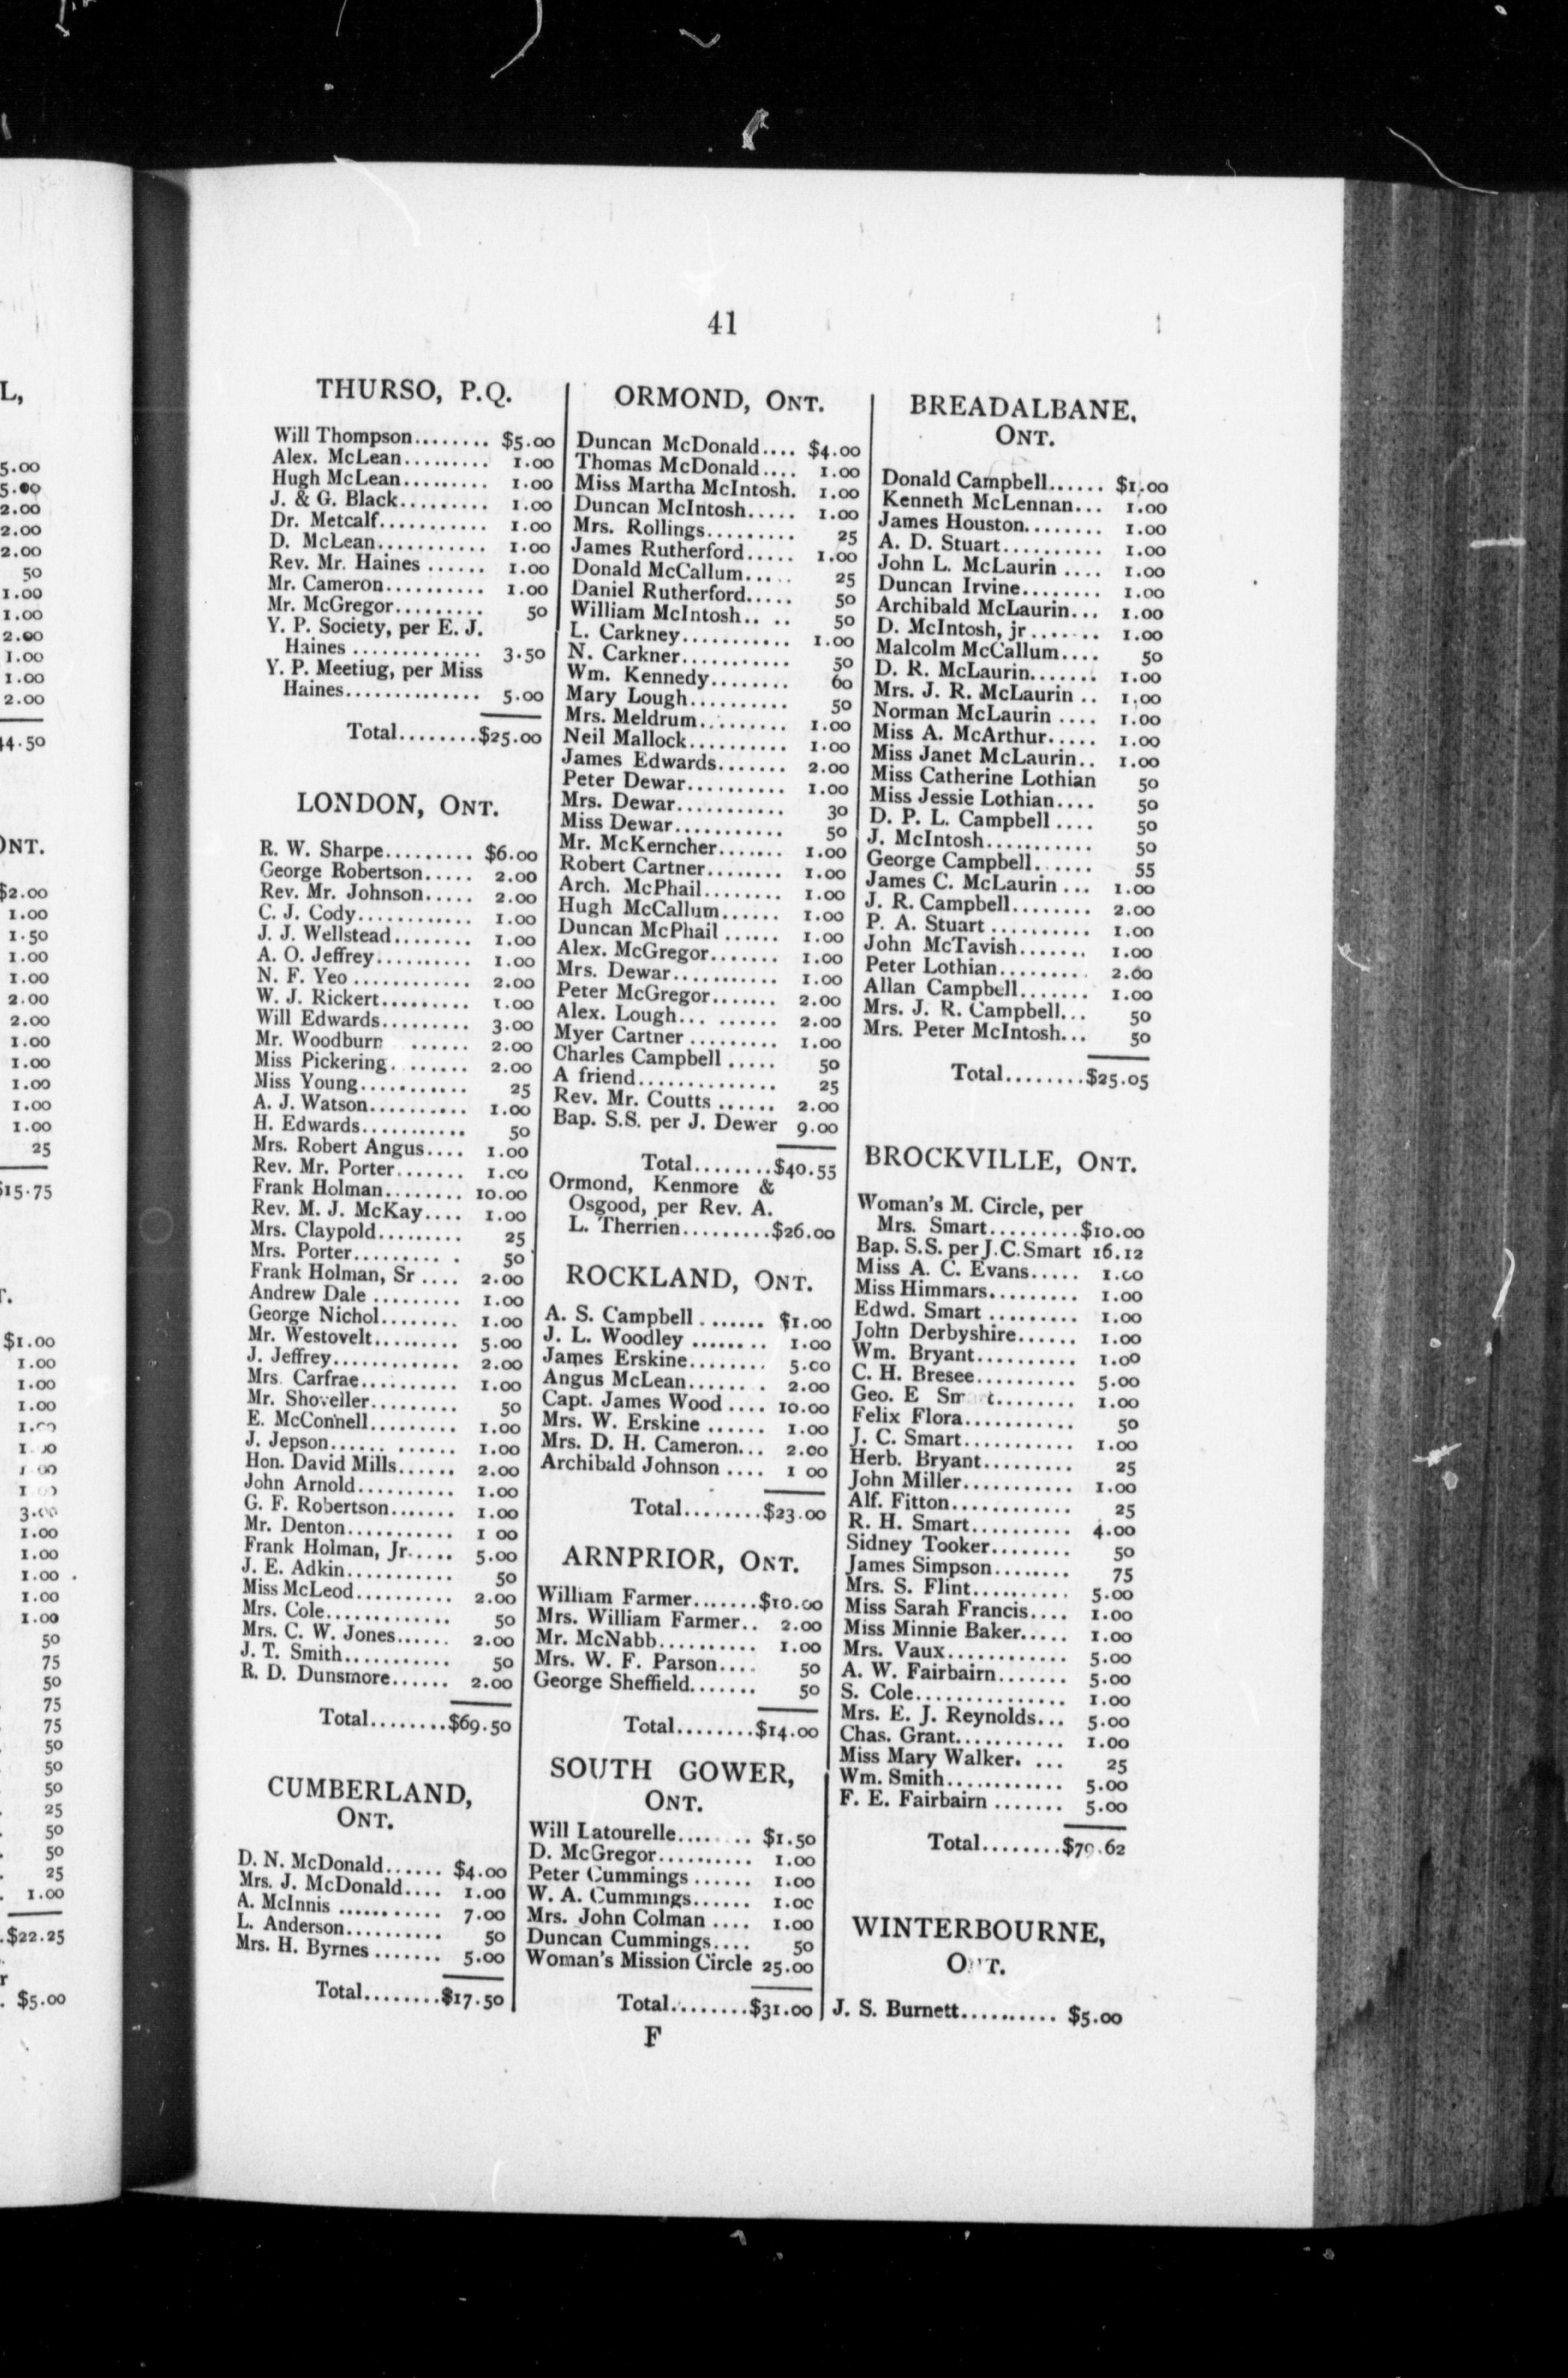 41
THURSO, P.Q.
Will Thompson........ $5.00
Alex. McLean......... 1.00
Hugh McLean......... 1.00
J. & G. Black......... 1.00
Dr. Metcalf........... 1.00
D. McLean........... 1.00
Rev. Mr. Haines ...... 1.00
Mr. Cameron.......... 1.00
Mr. McGregor......... 50
Y. P. Society, per E. J.
Haines ............. 3.50
Y. P. Meetiug, per Miss
Haines.............. 5.00
Total........$25.00
LONDON, ONT.
R. W. Sharpe......... $6.00
George Robertson..... 2.00
Rev. Mr. Johnson..... 2.00
C. J. Cody............ 1.00
J. J. Wellstead........ 1.00
A. O. Jeffrey.......... 1.00
N. F. Yeo ............ 2.00
W. J. Rickert......... 1.00
Will Edwards......... 3.00
Mr. Woodburn ...... 2.00
Miss Pickering. ....... 2.00
Miss Young........... 25
A. J. Watson.......... 1.00
H. Edwards........... 50
Mrs. Robert Angus.... 1.00
Rev. Mr. Porter....... 1.00
Frank Holman........ 10.00
Rev. M. J. McKay.... 1.00
Mrs. Claypold......... 25
Mrs. Porter......... . 50
Frank Holman, Sr .... 2.00
Andrew Dale ......... 1.00
George Nichol........ 1.00
Mr. Westovelt......... 5.00
J. Jeffrey............. 2.00
Mrs. Carfrae.......... 1.00
Mr. Shoveller......... 50
E. McConnell......... 1.00
J. Jepson...... ...... 1.00
Hon. David Mills...... 2.00
John Arnold.......... 1.00
G. F. Robertson....... 1.00
Mr. Denton........... 1 00
Frank Holman, Jr..... 5.00
J. E. Adkin........... 50
Miss McLeod.......... 2.00
Mrs. Cole............. 50
Mrs. C. W. Jones...... 2.00
J. T. Smith........... 50
R. D. Dunsmore...... 2.00
Total........$69.50
CUMBERLAND,
ONT.
D. N. McDonald...... $4.00
Mrs. J. McDonald.... 1.00
A. McInnis ........... 7.00
L. Anderson.......... 50
Mrs. H. Byrnes ....... 5.00
Total........$17.50
ORMOND, ONT.
Duncan McDonald.... $4.00
Thomas McDonald .... 1.00
Miss Martha McIntosh. 1.00
Duncan McIntosh..... 1.00
Mrs. Rollings......... 25
James Rutherford..... 1.00
Donald McCallum..... 25
Daniel Rutherford..... 50
William McIntosh.. .. 50
L. Carkney........... 1.00
N. Carkner........... 50
Wm. Kennedy........ 60
Mary Lough.......... 50
Mrs. Meldrum......... 1.00
Neil Mallock.......... 1.00
James Edwards....... 2.00
Peter Dewar.......... 1.00
Mrs. Dewar........... 30
Miss Dewar........... 50
Mr. McKerncher....... 1.00
Robert Cartner........ 1.00
Arch. McPhail........ 1.00
Hugh McCallum...... 1.00
Duncan McPhail ...... 1.00
Alex. McGregor....... 1.00
Mrs. Dewar........... 1.00
Peter McGregor....... 2.00
Alex. Lough... ...... 2.00
Myer Cartner ......... 1.00
Charles Campbell ..... 50
A friend.............. 25
Rev. Mr. Coutts ...... 2.00
Bap. S.S. per J. Dewer 9.00
Total........$40.55
Ormond, Kenmore &
Osgood, per Rev. A.
L. Therrien.........$26.00
ROCKLAND, ONT.
A. S. Campbell ....... $1.00
J. L. Woodley ........ 1.00
James Erskine........ 5.00
Angus McLean....... . 2.00
Capt. James Wood .... 10.00
Mrs. W. Erskine ...... 1.00
Mrs. D. H. Cameron... 2.00
Archibald Johnson .... 1 00
Total........$23.00
ARNPRIOR, ONT.
William Farmer.......$10.00
Mrs. William Farmer.. 2.00
Mr. McNabb.......... 1.00
Mrs. W. F. Parson.... 50
George Sheffield....... 50
Total........$14.00
SOUTH GOWER,
ONT.
Will Latourelle........ $1.50
D. McGregor.......... 1.00
Peter Cummings ...... 1.00
W. A. Cummings...... 1.00
Mrs. John Colman .... 1.00
Duncan Cummings.... 50
Woman's Mission Circle 25.00
Total........$31.00
F
BREADALBANE,
ONT.
Donald Campbell...... $1.00
Kenneth McLennan... 1.00
James Houston........ 1.00
A. D. Stuart.......... 1.00
John L. McLaurin .... 1.00
Duncan Irvine........ 1.00
Archibald McLaurin... 1.00
D. McIntosh, jr ....... 1.00
Malcolm McCallum.... 50
D. R. McLaurin....... 1.00
Mrs. J. R. McLaurin .. 1.00
Norman McLaurin .... 1.00
Miss A. McArthur..... 1.00
Miss Janet McLaurin.. 1.00
Miss Catherine Lothian 50
Miss Jessie Lothian.... 50
D. P. L. Campbell .... 50
J. McIntosh........... 50
George Campbell...... 55
James C. McLaurin ... 1.00
J. R. Campbell........ 2.00
P. A. Stuart .......... 1.00
John McTavish....... 1.00
Peter Lothian......... 2.00
Allan Campbell....... 1.00
Mrs. J. R. Campbell... 50
Mrs. Peter McIntosh... 50
Total........$25.05
BROCKVILLE, ONT.
Woman's M. Circle, per
Mrs. Smart.........$10.00
Bap. S.S. per J.C. Smart 16.12
Miss A. C. Evans..... 1.00
Miss Himmars......... 1.00
Edwd. Smart ......... 1.00
John Derbyshire...... 1.00
Wm. Bryant.......... 1.00
C. H. Bresee.......... 5.00
Geo. E ........ 1.00
Felix Flora........... 50
J. C. Smart........... 1.00
Herb. Bryant......... 25
John Miller........... 1.00
Alf. Fitton............ 25
R. H. Smart.......... 4.00
Sidney Tooker........ 50
James Simpson........ 75
Mrs. S. Flint.......... 5.00
Miss Sarah Francis.... 1.00
Miss Minnie Baker..... 1.00
Mrs. Vaux............ 5.00
A. W. Fairbairn....... 5.00
S. Cole............... 1.00
Mrs. E. J. Reynolds... 5.00
Chas. Grant........... 1.00
Miss Mary Walker. ... 25
Wm. Smith............ 5.00
F. E. Fairbairn ....... 5.00
Total........
WINTERBOURNE,
J. S. Burnett.......... $5.00